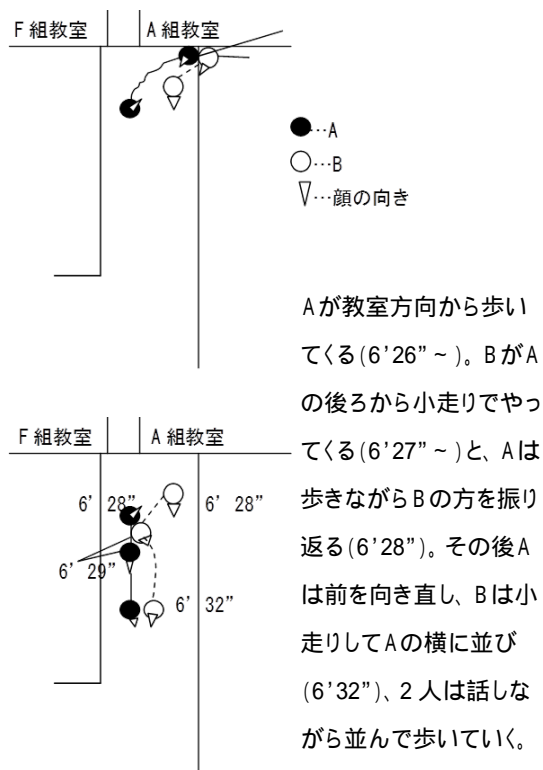 F 組教室 A 組教室
●…A
○…B
▽…顔の向き
Aが教室方向から歩い
てくる(6’26”~)。BがA
の後ろから小走りでやっ
てくる(6’27”~)と、Aは
歩きながらBの方を振り
返る(6’28”)。その後A
は前を向き直し、Bは小
走りしてAの横に並び
(6’32”)、2人は話しな
がら並んで歩いていく。
F 組教室 A 組教室
6’ 28” 6’ 28”
6’ 29”
6’ 32”